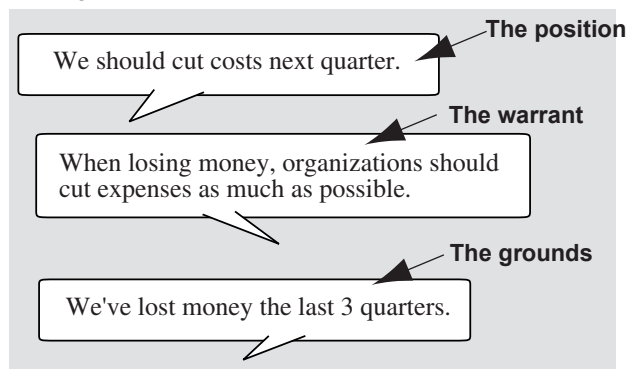 The position
We should cut costs next quarter.
The warrant
When losing money, organizations should
cut expenses as much as possible.
The grounds
We've lost money the last 3 quarters.